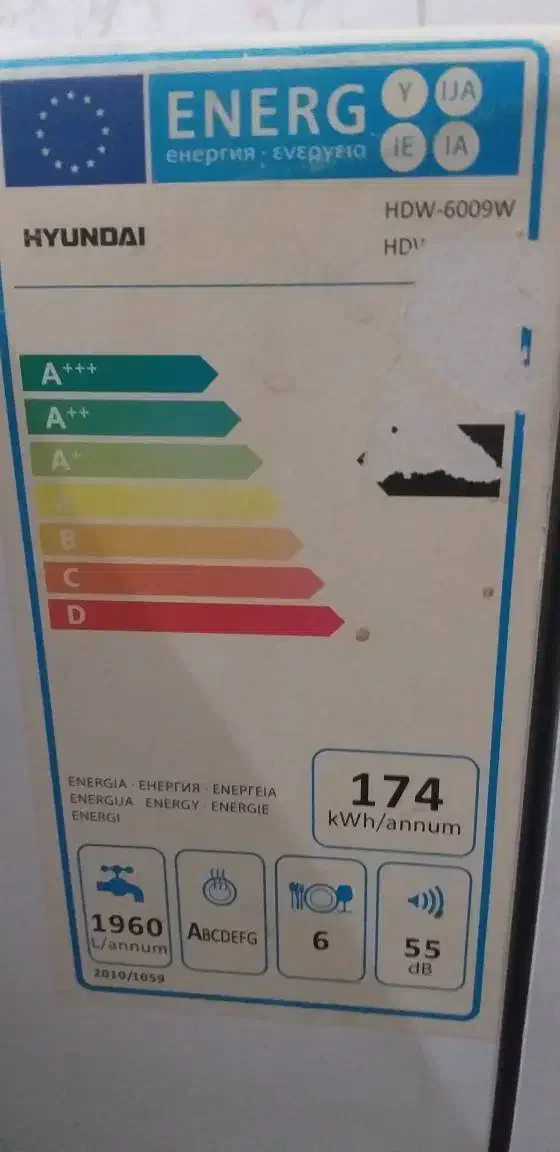 ENERG
Y IJA
IE IA
енергия · ενεργεια
HYUNDAI
HDW-6009W
A+++
A++
A+
B
C
D
ENERGIA · ЕНЕРГИЯ · ΕΝΕΡΓΕΙΑ
ENERGIJA · ENERGY · ENERGIE
ENERGI
174
kWh/annum
1960
L/annum
ABCDEFG
6
55
dB
2010/1059